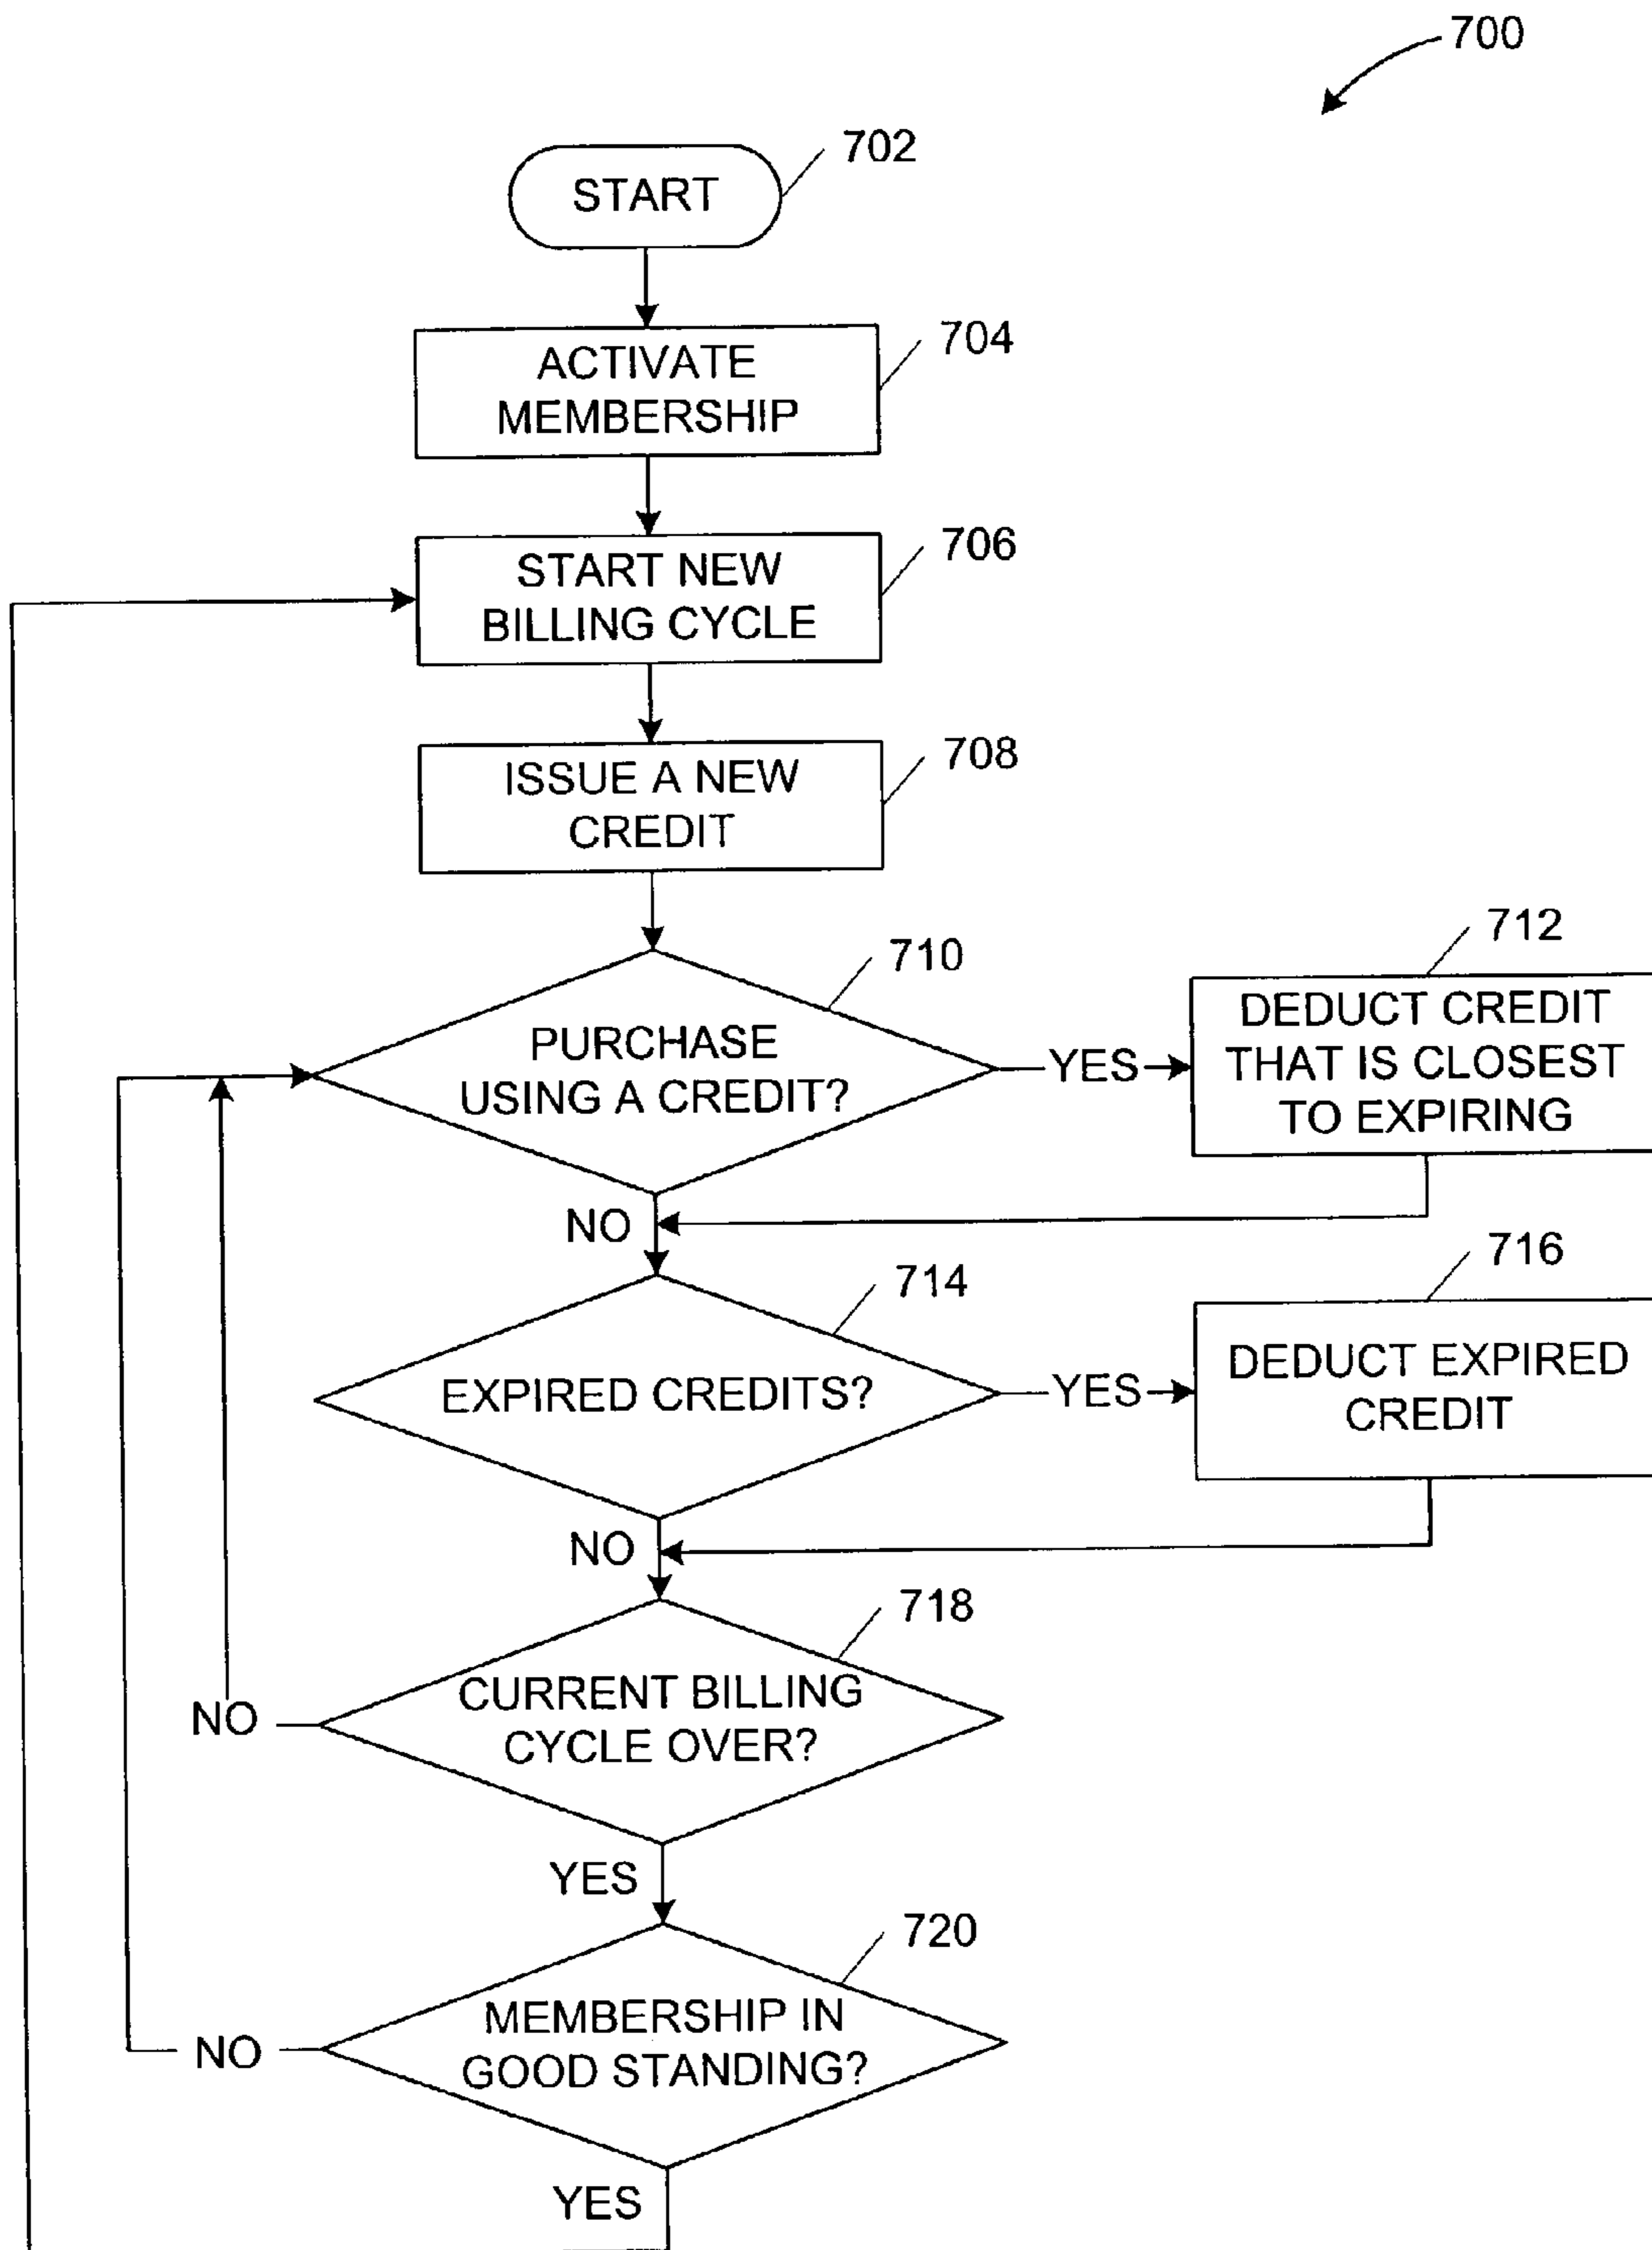 700
702
START
704
ACTIVATE
MEMBERSHIP
706
START NEW
BILLING CYCLE
708
ISSUE A NEW
CREDIT
710
PURCHASE
USING A CREDIT?
YES
712
DEDUCT CREDIT
THAT IS CLOSEST
TO EXPIRING
NO
714
EXPIRED CREDITS?
YES
716
DEDUCT EXPIRED
CREDIT
NO
718
CURRENT BILLING
CYCLE OVER?
NO
YES
720
MEMBERSHIP IN
GOOD STANDING?
NO
YES